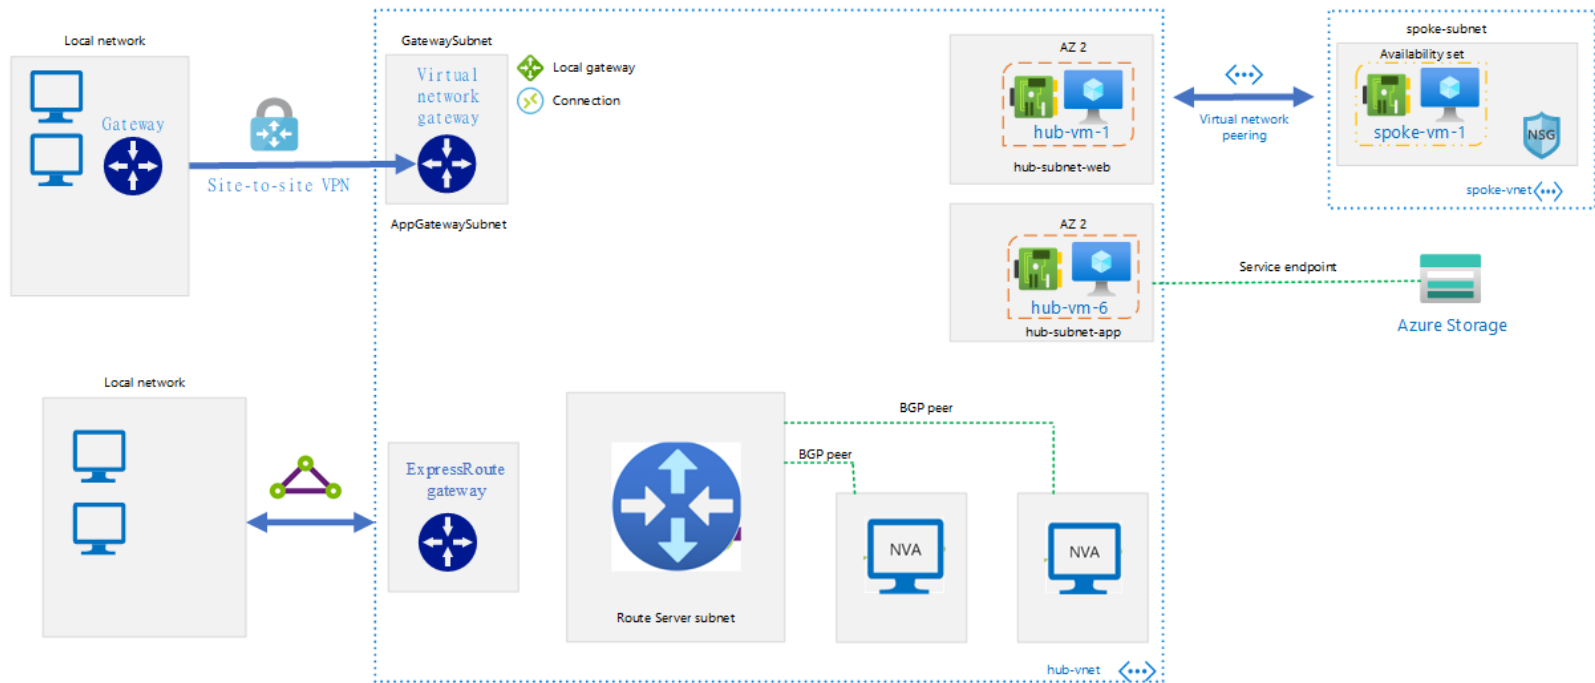 Local network
Gateway
Site-to-site VPN
GatewaySubnet
Virtual
network
gateway
AppGatewaySubnet
Local gateway
Connection
AZ 2
hub-vm-1
hub-subnet-web
Virtual network
peering
spoke-subnet
Availability set
spoke-vm-1
NSG
spoke-vnet
AZ 2
hub-vm-6
hub-subnet-app
Service endpoint
Azure Storage
Local network
ExpressRoute
gateway
Route Server subnet
BGP peer
BGP peer
NVA
NVA
hub-vnet